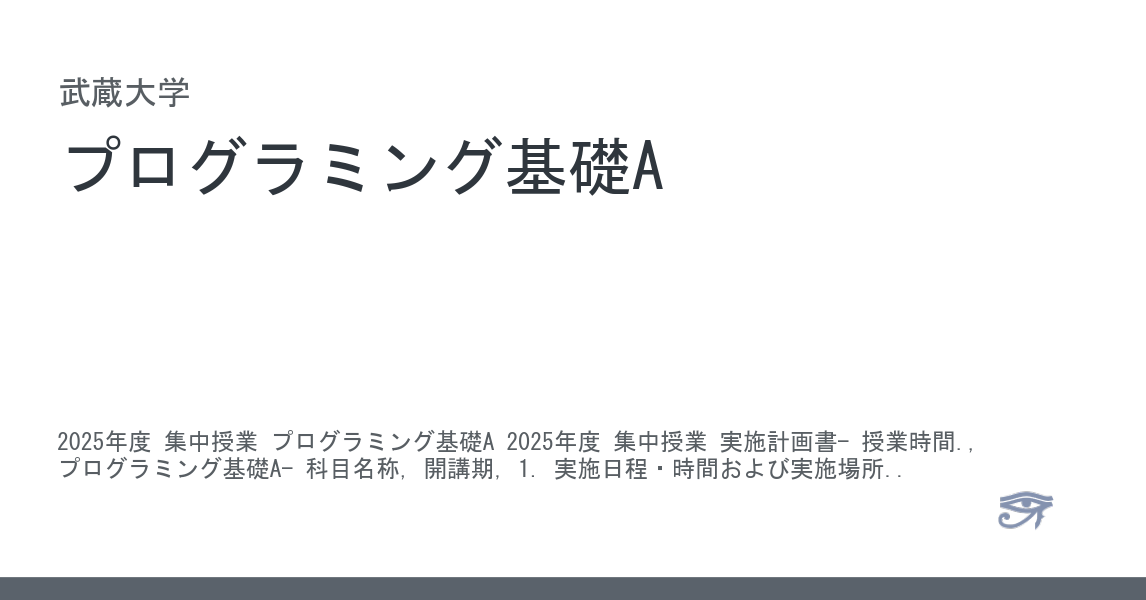 武蔵大学
プログラミング基礎A
2025年度 集中授業 プログラミング基礎A 2025年度 集中授業 実施計画書- 授業時間.,
プログラミング基礎A- 科目名称, 開講期, 1. 実施日程・時間および実施場所..